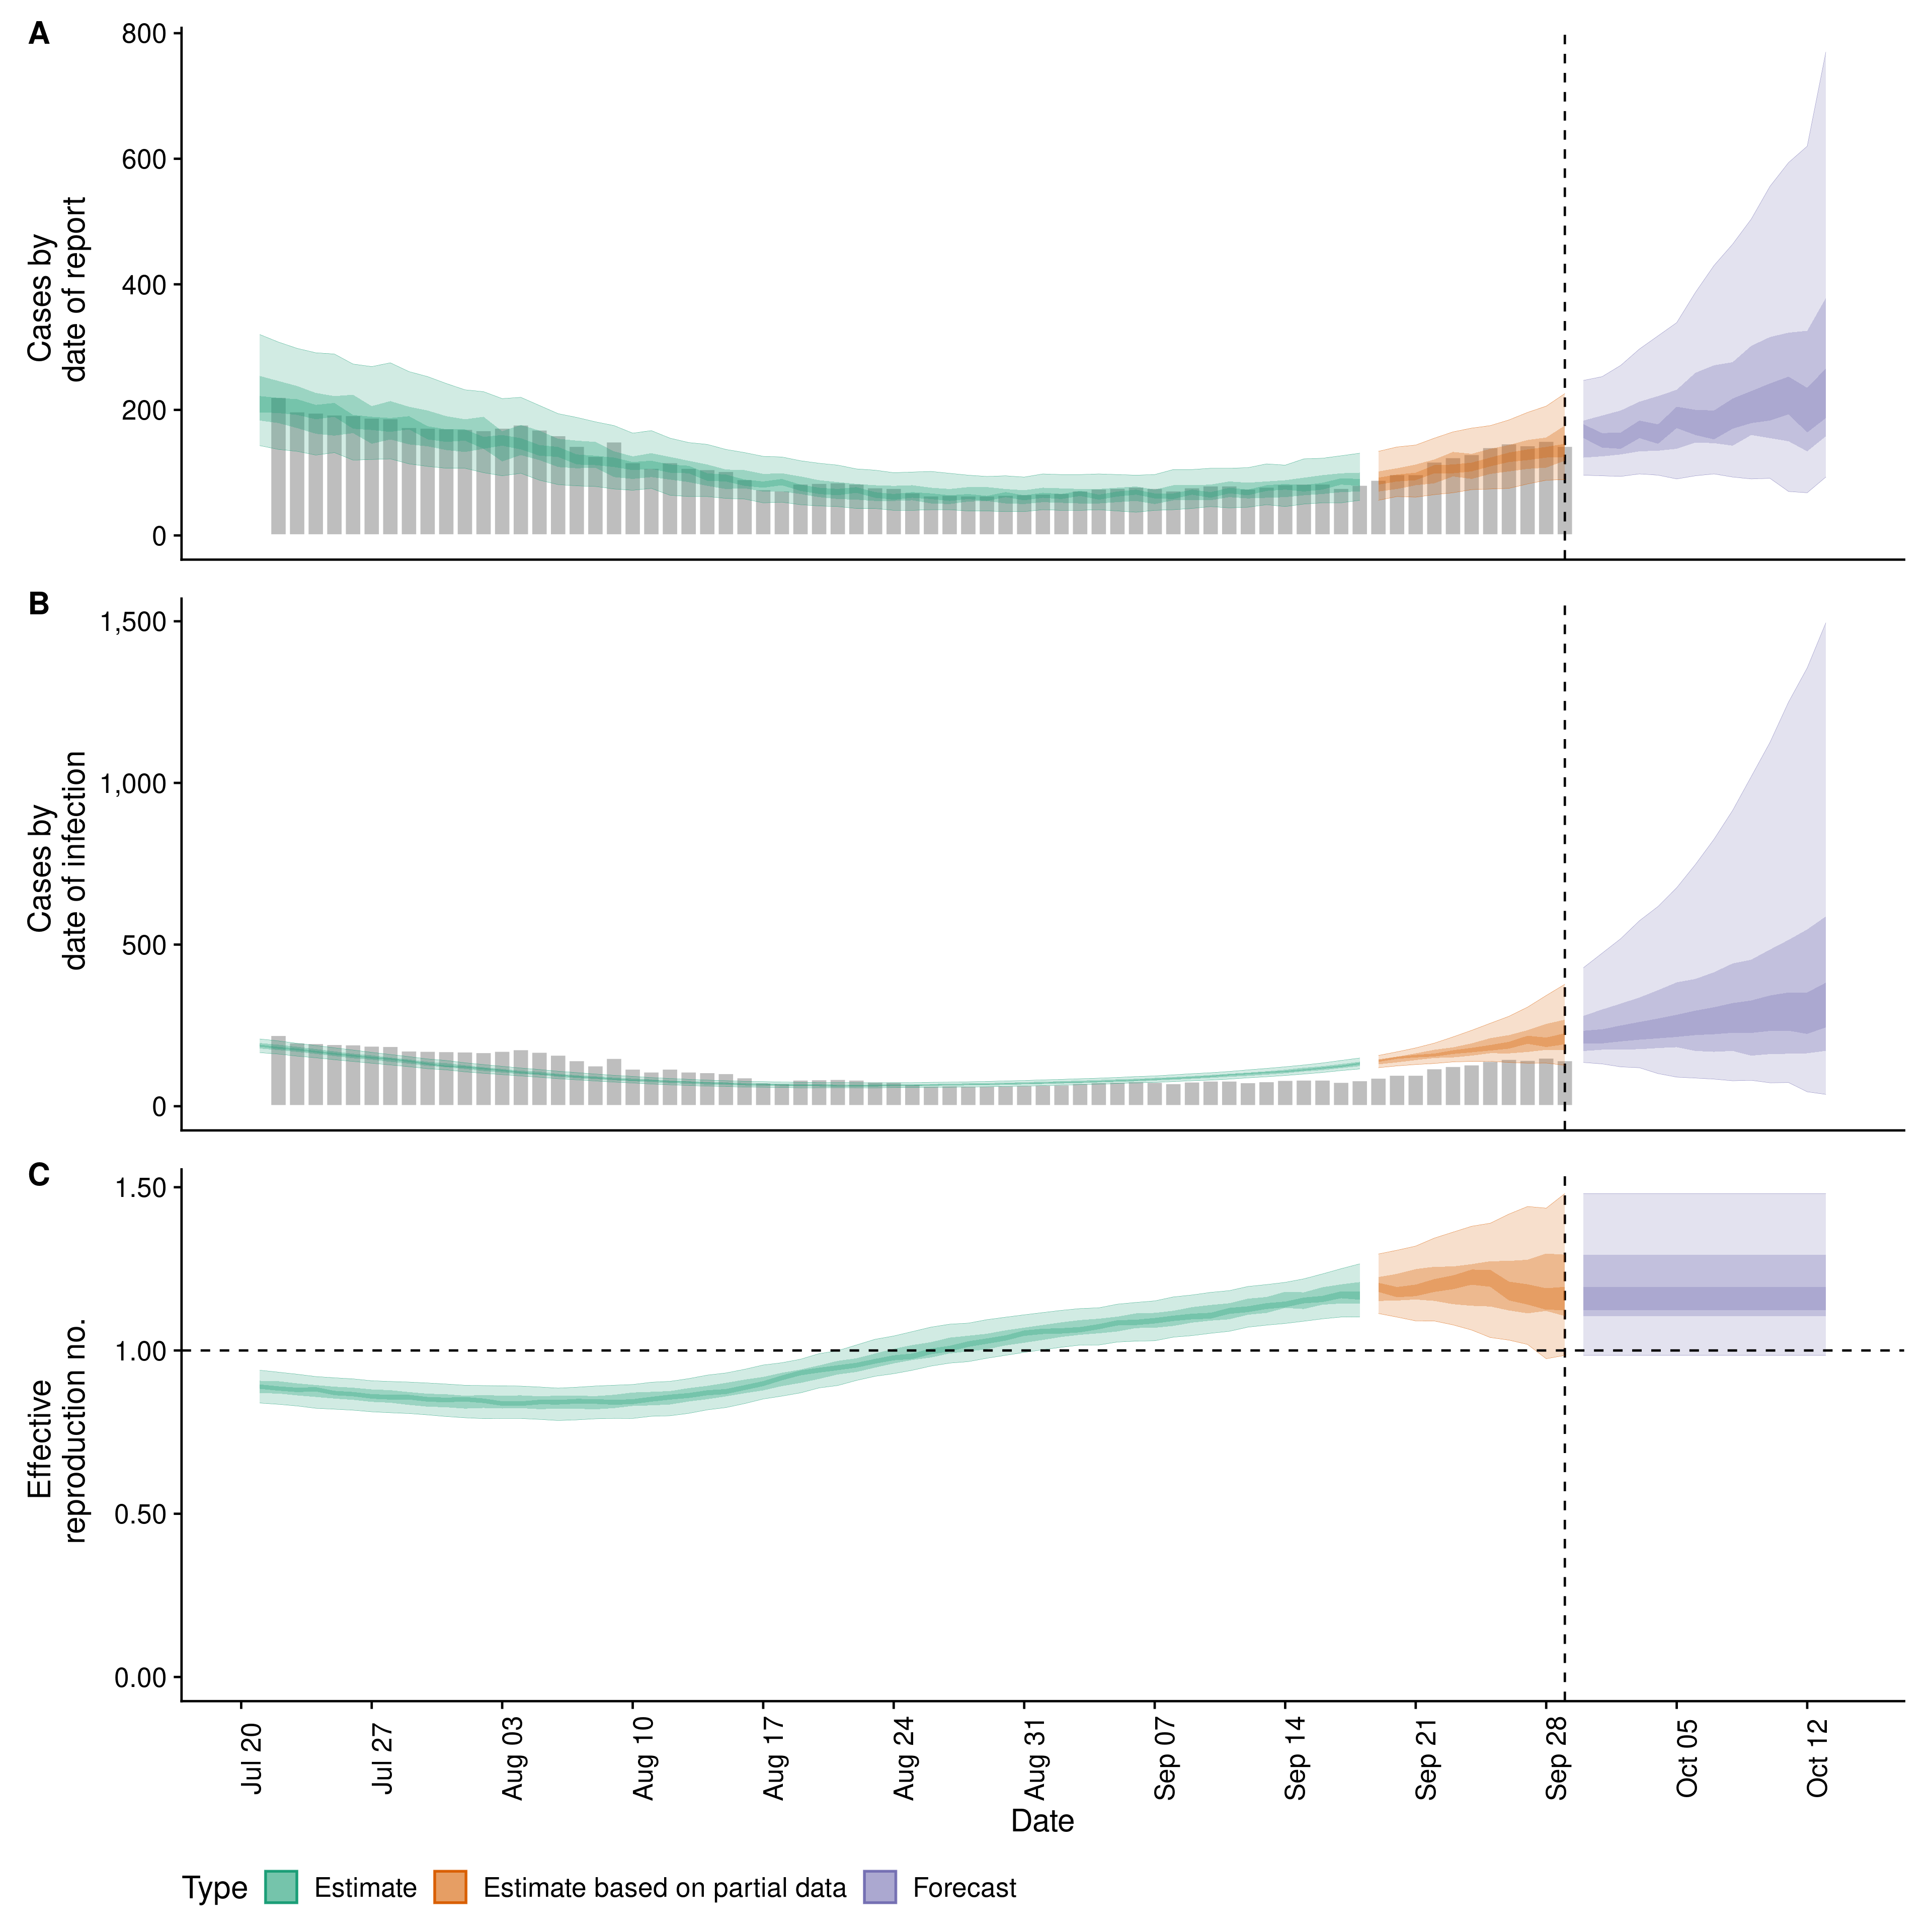 A
800
600
400
200
0
Cases by
date of report
B
1,500
1,000
500
0
Cases by
date of infection
C
1.50
1.00
0.50
0.00
Effective
reproduction no.
Jul 20
Jul 27
Aug 03
Aug 10
Aug 17
Aug 24
Aug 31
Sep 07
Sep 14
Sep 21
Sep 28
Oct 05
Oct 12
Date
Type Estimate Estimate based on partial data Forecast